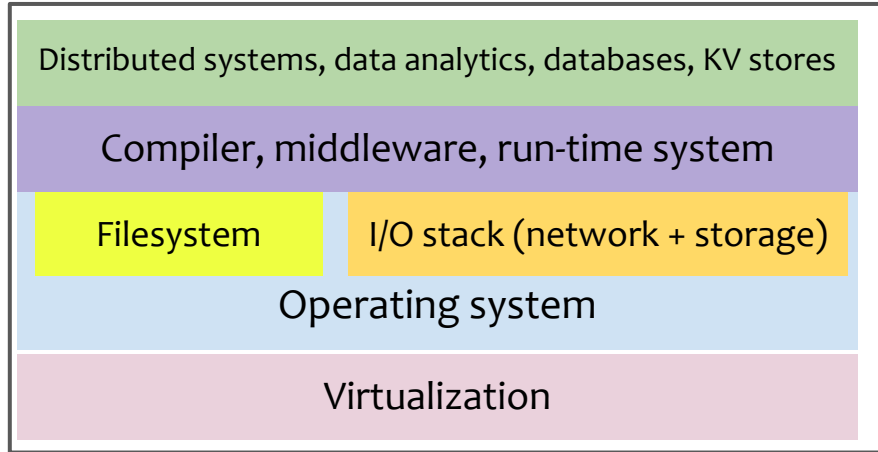 Distributed systems, data analytics, databases, KV stores
Compiler, middleware, run-time system
Filesystem
I/O stack (network + storage)
Operating system
Virtualization